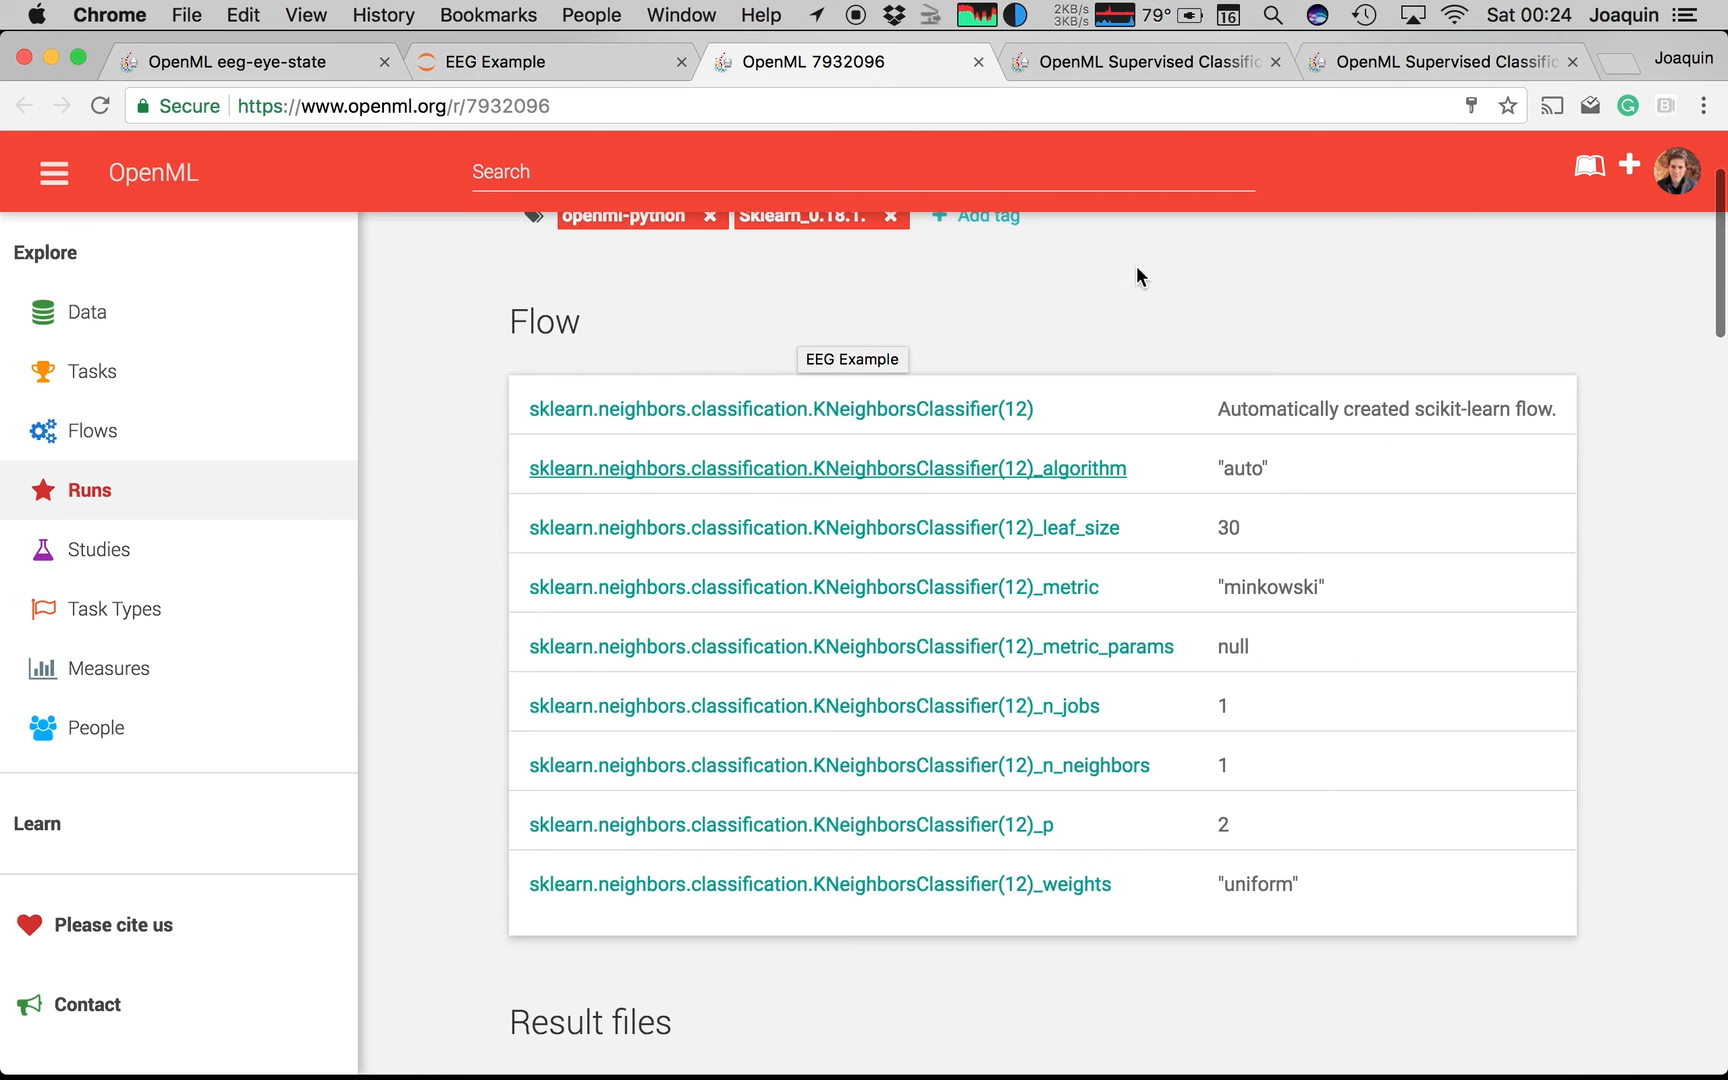 Chrome File Edit View History Bookmarks People Window Help 2KB/s 3KB/s 79° 16 Sat 00:24 Joaquin
OpenML eeg-eye-state EEG Example OpenML 7932096 OpenML Supervised Classific OpenML Supervised Classific Joaquin
Secure https://www.openml.org/r/7932096
OpenML Search
openml-python Sklearn_0.18.1. Add tag
Explore
Data
Tasks
Flows
Runs
Studies
Task Types
Measures
People
Learn
Please cite us
Contact
Flow
EEG Example
sklearn.neighbors.classification.KNeighborsClassifier(12) Automatically created scikit-learn flow.
sklearn.neighbors.classification.KNeighborsClassifier(12)_algorithm "auto"
sklearn.neighbors.classification.KNeighborsClassifier(12)_leaf_size 30
sklearn.neighbors.classification.KNeighborsClassifier(12)_metric "minkowski"
sklearn.neighbors.classification.KNeighborsClassifier(12)_metric_params null
sklearn.neighbors.classification.KNeighborsClassifier(12)_n_jobs 1
sklearn.neighbors.classification.KNeighborsClassifier(12)_n_neighbors 1
sklearn.neighbors.classification.KNeighborsClassifier(12)_p 2
sklearn.neighbors.classification.KNeighborsClassifier(12)_weights "uniform"
Result files